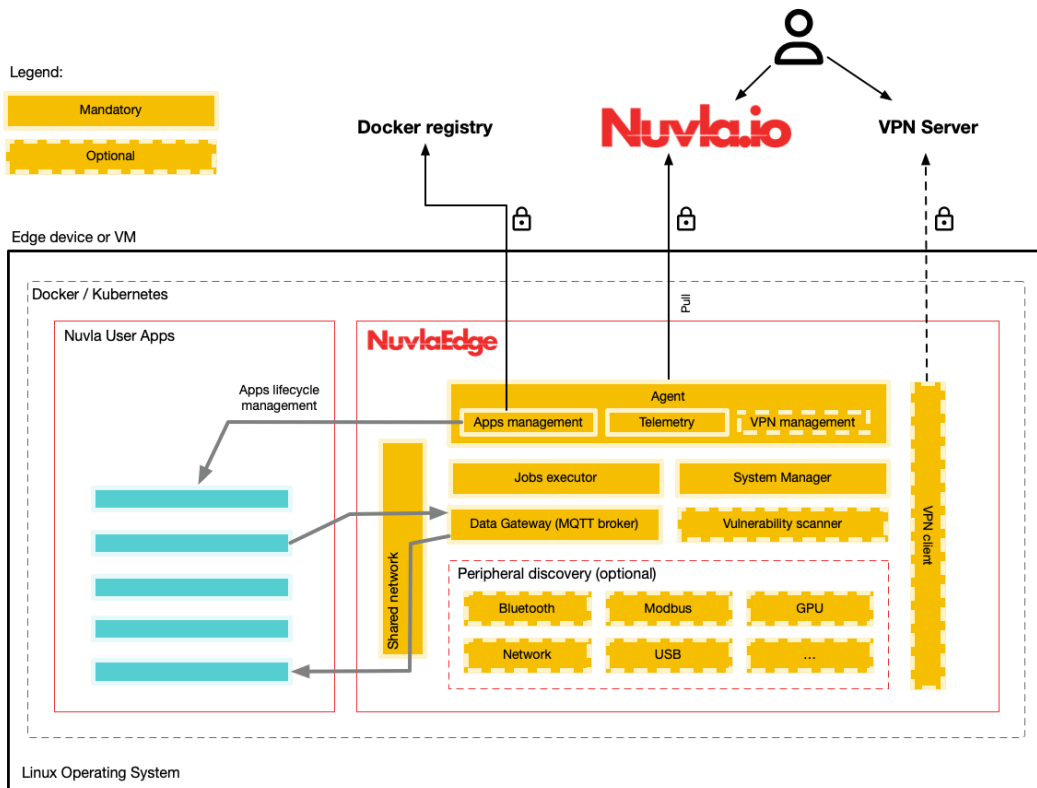 Legend:
Mandatory
Optional
Docker registry
Nuvla.io
VPN Server
Edge device or VM
Pull
Docker / Kubernetes
Nuvla User Apps
NuvlaEdge
Apps lifecycle
management
Agent
Apps management
Telemetry
VPN management
Jobs executor
System Manager
Data Gateway (MQTT broker)
Vulnerability scanner
VPN client
Shared network
Peripheral discovery (optional)
Bluetooth
Modbus
GPU
Network
USB
...
Linux Operating System